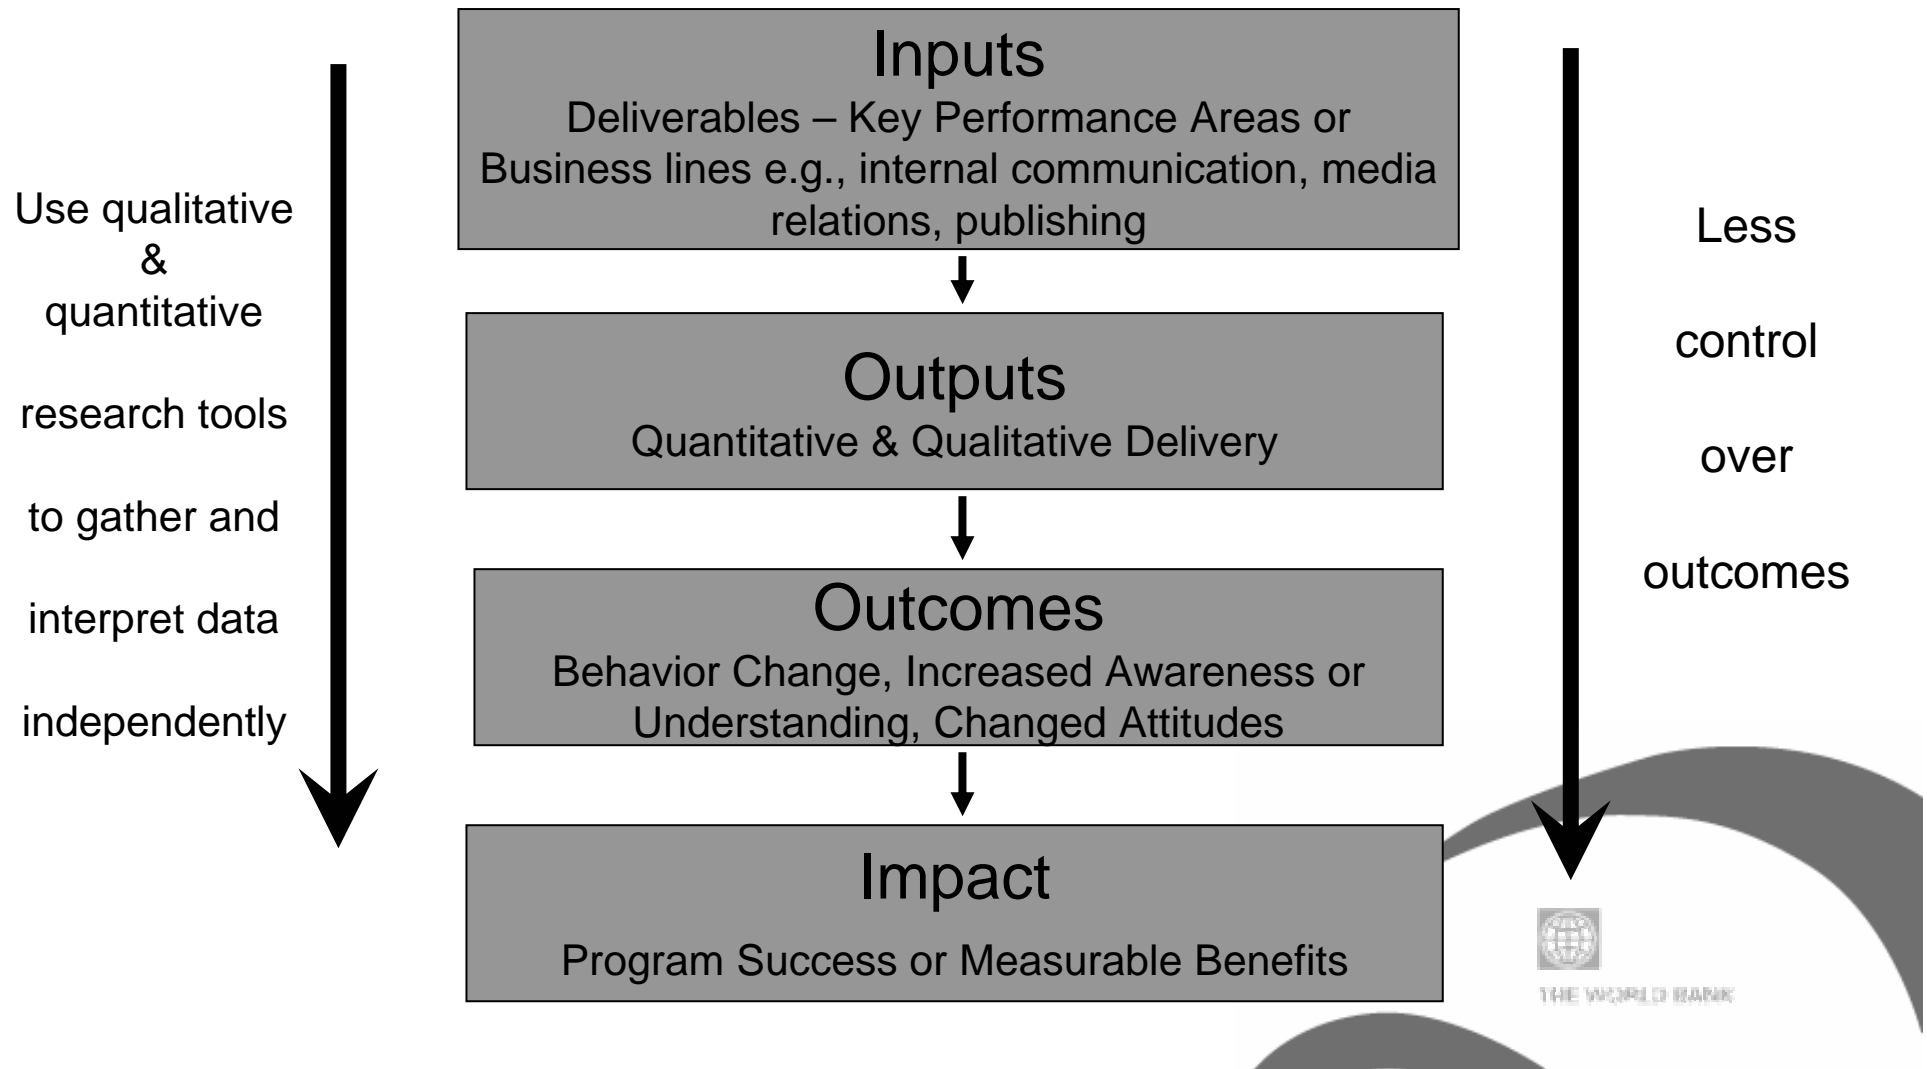 Inputs
Deliverables – Key Performance Areas or
Business lines e.g., internal communication, media
relations, publishing
Outputs
Quantitative & Qualitative Delivery
Outcomes
Behavior Change, Increased Awareness or
Understanding, Changed Attitudes
Impact
Program Success or Measurable Benefits
Use qualitative
&
quantitative
research tools
to gather and
interpret data
independently
Less
control
over
outcomes
THE WORLD BANK